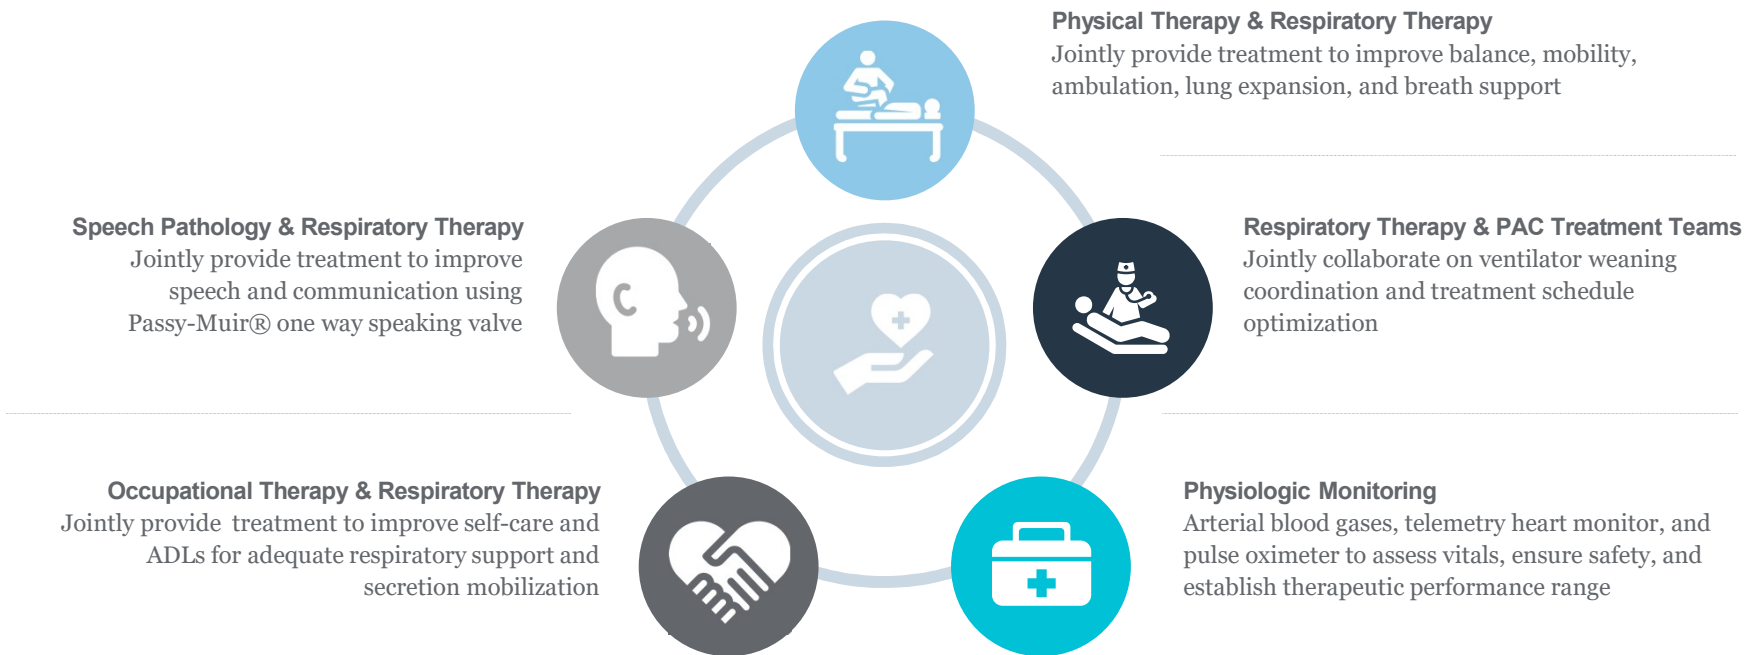 Physical Therapy & Respiratory Therapy
Jointly provide treatment to improve balance, mobility,
ambulation, lung expansion, and breath support
Speech Pathology & Respiratory Therapy
Jointly provide treatment to improve
speech and communication using
Passy-Muir® one way speaking valve
Respiratory Therapy & PAC Treatment Teams
Jointly collaborate on ventilator weaning
coordination and treatment schedule
optimization
Occupational Therapy & Respiratory Therapy
Jointly provide treatment to improve self-care and
ADLs for adequate respiratory support and
secretion mobilization
Physiologic Monitoring
Arterial blood gases, telemetry heart monitor, and
pulse oximeter to assess vitals, ensure safety, and
establish therapeutic performance range